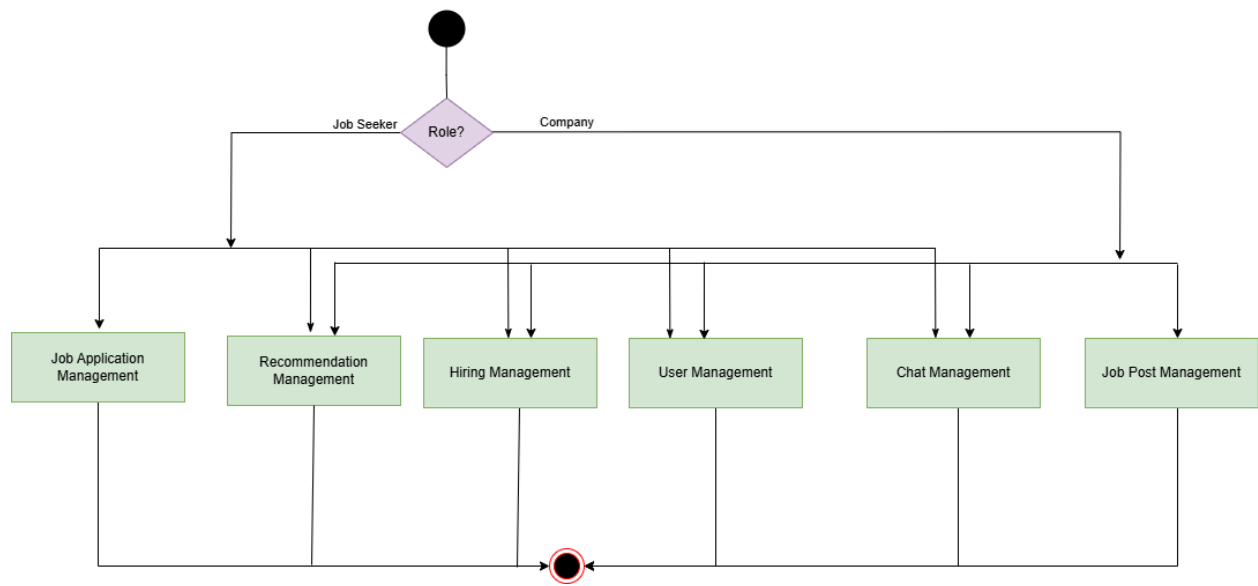 Job Seeker
Role?
Company
Job Application
Management
Recommendation
Management
Hiring Management
User Management
Chat Management
Job Post Management